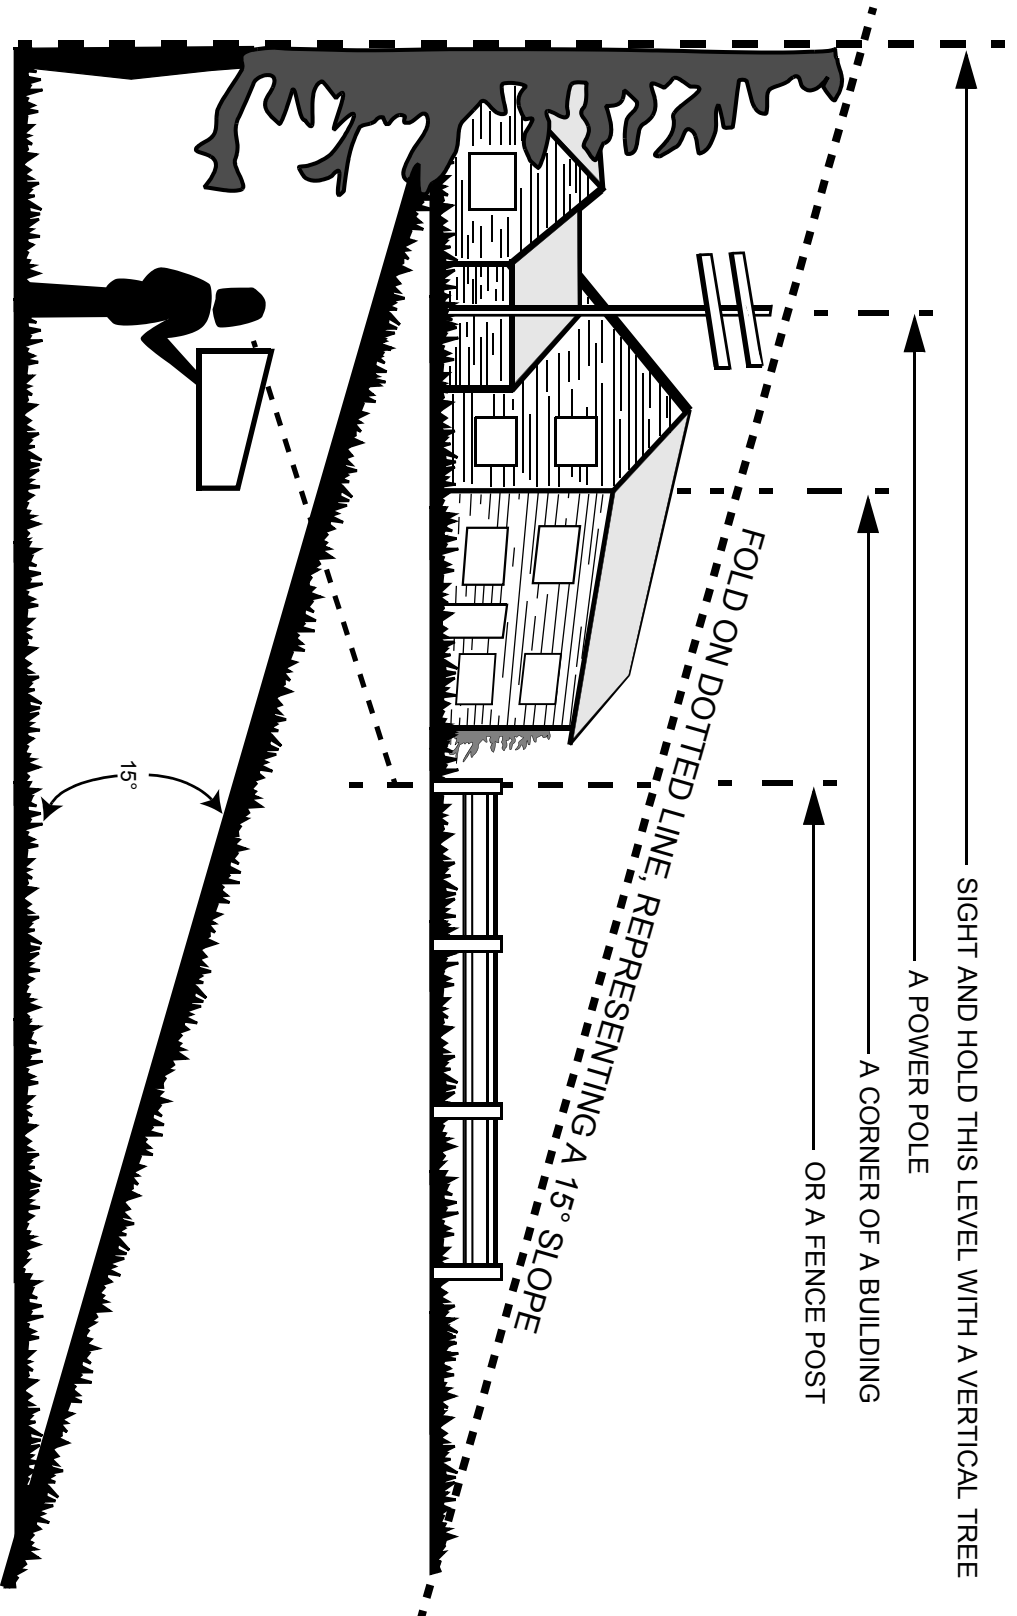 SIGHT AND HOLD THIS LEVEL WITH A VERTICAL TREE
A POWER POLE
A CORNER OF A BUILDING
OR A FENCE POST
FOLD ON DOTTED LINE, REPRESENTING A 15° SLOPE
15°